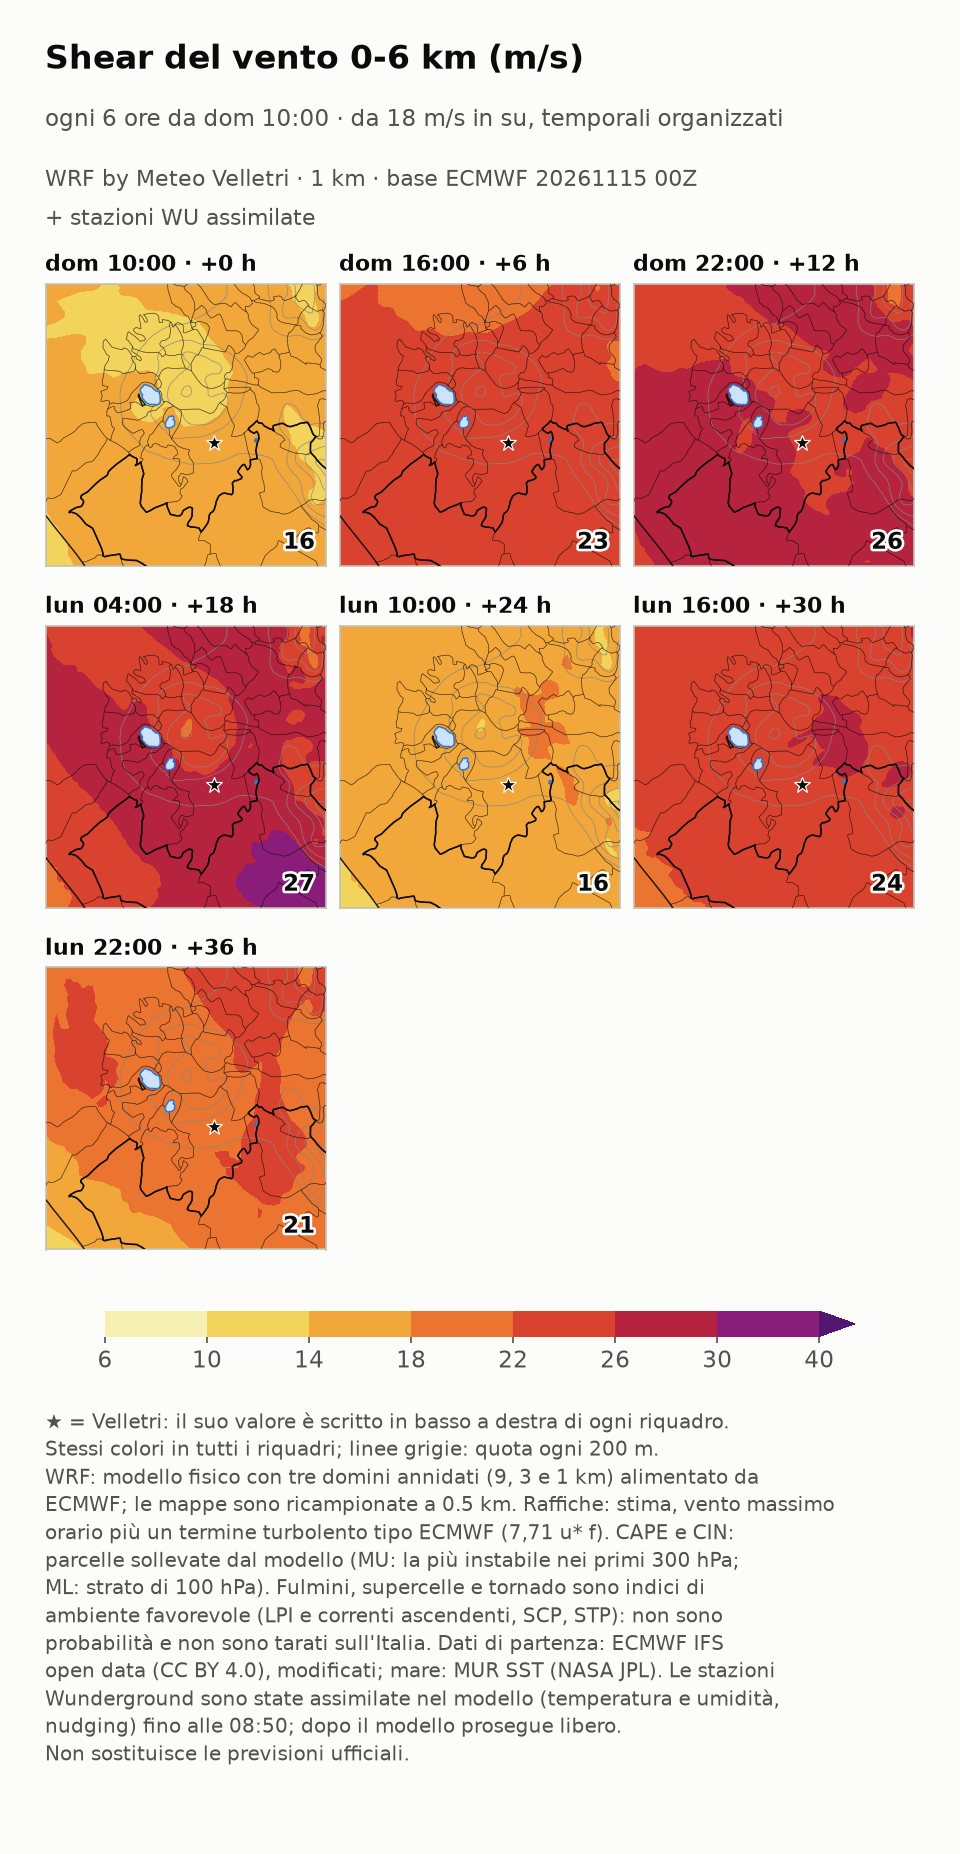 Shear del vento 0-6 km (m/s)
ogni 6 ore da dom 10:00 · da 18 m/s in su, temporali organizzati
WRF by Meteo Velletri · 1 km · base ECMWF 20261115 00Z
+ stazioni WU assimilate
dom 10:00 · +0 h
dom 16:00 · +6 h
dom 22:00 · +12 h
16
23
26
lun 04:00 · +18 h
lun 10:00 · +24 h
lun 16:00 · +30 h
27
16
24
lun 22:00 · +36 h
21
6 10 14 18 22 26 30 40
★ = Velletri: il suo valore è scritto in basso a destra di ogni riquadro.
Stessi colori in tutti i riquadri; linee grigie: quota ogni 200 m.
WRF: modello fisico con tre domini annidati (9, 3 e 1 km) alimentato da
ECMWF; le mappe sono ricampionate a 0.5 km. Raffiche: stima, vento massimo
orario più un termine turbolento tipo ECMWF (7,71 u* f). CAPE e CIN:
parcelle sollevate dal modello (MU: la più instabile nei primi 300 hPa;
ML: strato di 100 hPa). Fulmini, supercelle e tornado sono indici di
ambiente favorevole (LPI e correnti ascendenti, SCP, STP): non sono
probabilità e non sono tarati sull'Italia. Dati di partenza: ECMWF IFS
open data (CC BY 4.0), modificati; mare: MUR SST (NASA JPL). Le stazioni
Wunderground sono state assimilate nel modello (temperatura e umidità,
nudging) fino alle 08:50; dopo il modello prosegue libero.
Non sostituisce le previsioni ufficiali.